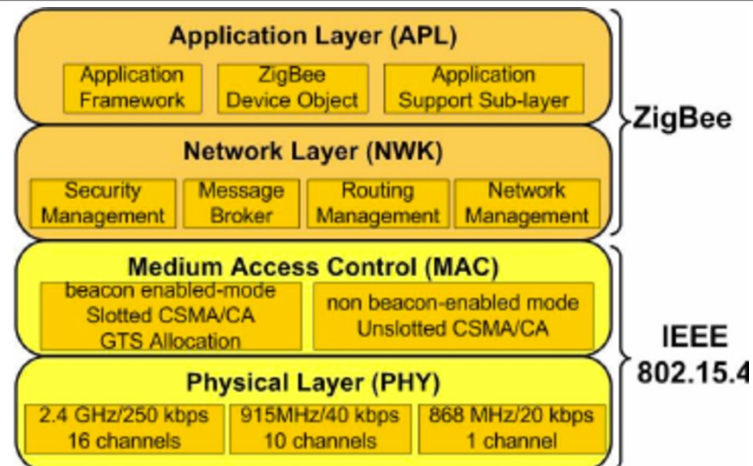 Application Layer (APL)
Application
Framework
ZigBee
Device Object
Application
Support Sub-layer
ZigBee
Network Layer (NWK)
Security
Management
Message
Broker
Routing
Management
Network
Management
Medium Access Control (MAC)
beacon enabled-mode
Slotted CSMA/CA
GTS Allocation
non beacon-enabled mode
Unslotted CSMA/CA
IEEE
802.15.4
Physical Layer (PHY)
2.4 GHz/250 kbps
16 channels
915MHz/40 kbps
10 channels
868 MHz/20 kbps
1 channel